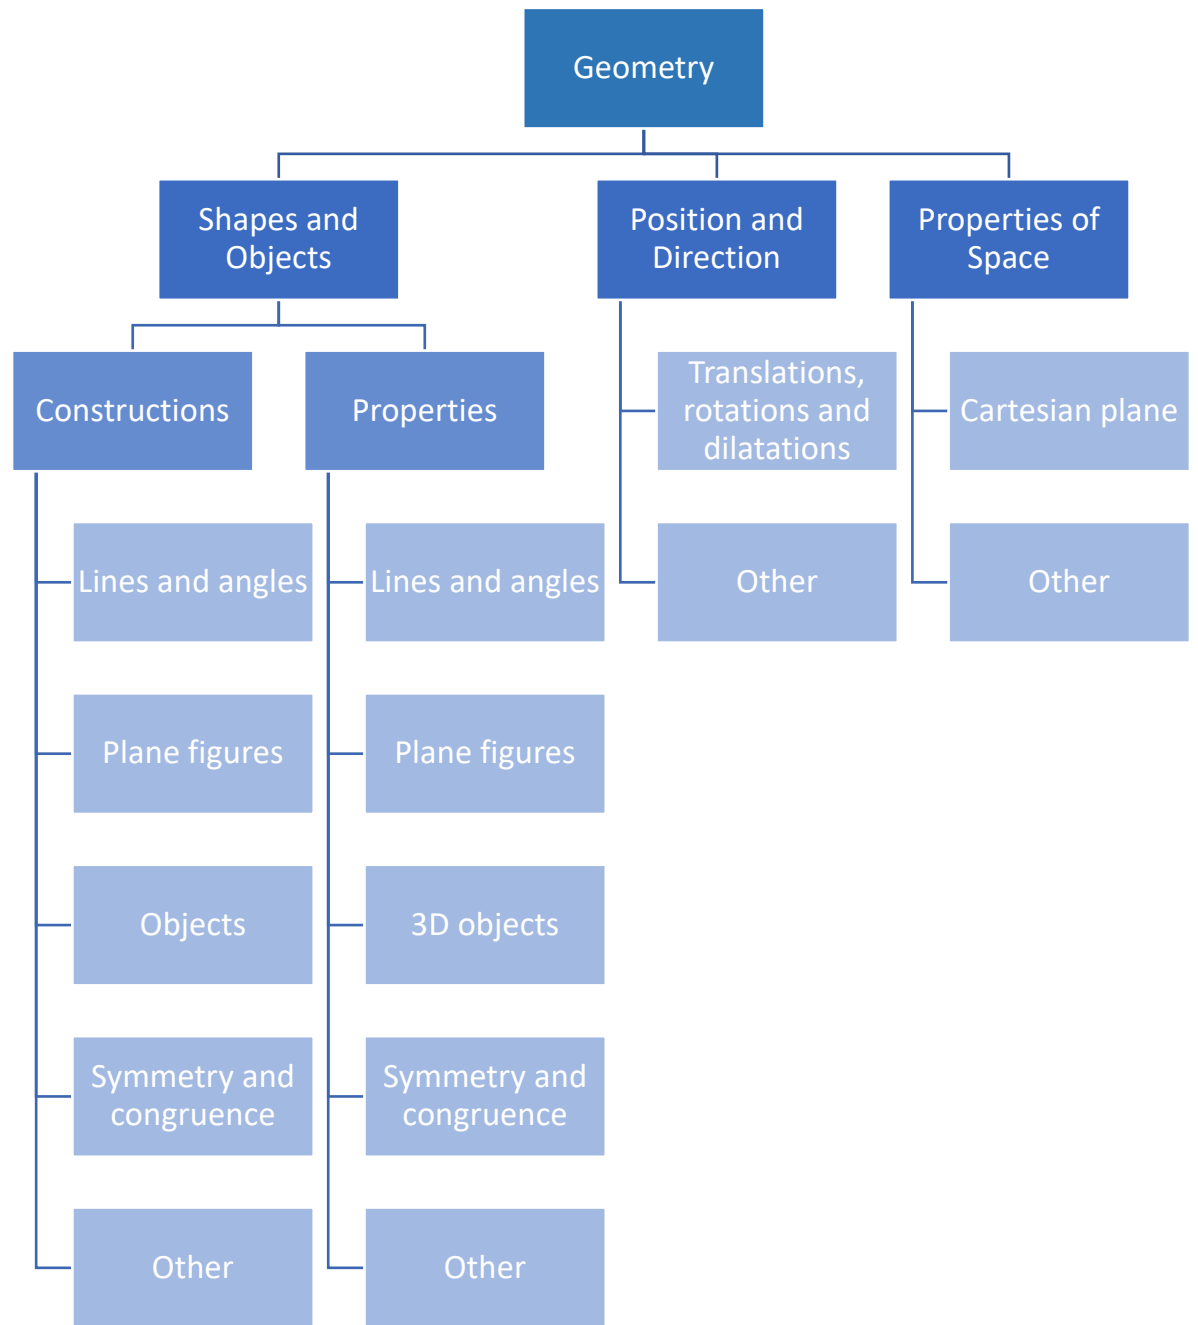 Geometry
Shapes and
Objects
Position and
Direction
Properties of
Space
Constructions
Properties
Translations,
rotations and
dilatations
Cartesian plane
Lines and angles
Lines and angles
Other
Other
Plane figures
Plane figures
Objects
3D objects
Symmetry and
congruence
Symmetry and
congruence
Other
Other